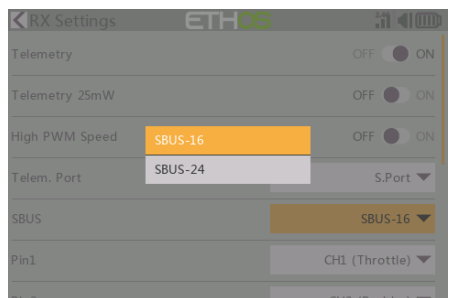 RX Settings ETHOS
Telemetry OFF ON
Telemetry 25mW OFF ON
High PWM Speed OFF ON
SBUS-16
SBUS-24
Telem. Port S.Port
SBUS SBUS-16
Pin1 CH1 (Throttle)